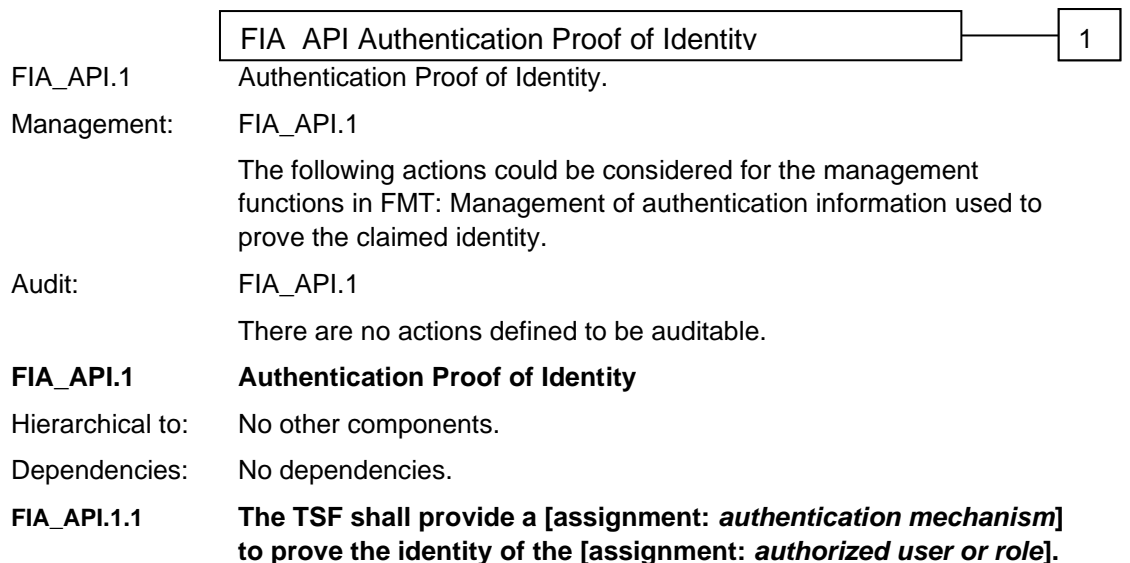 FIA_API Authentication Proof of Identity 1
FIA_API.1 Authentication Proof of Identity.
Management: FIA_API.1
The following actions could be considered for the management
functions in FMT: Management of authentication information used to
prove the claimed identity.
Audit: FIA_API.1
There are no actions defined to be auditable.
FIA_API.1 Authentication Proof of Identity
Hierarchical to: No other components.
Dependencies: No dependencies.
FIA_API.1.1 The TSF shall provide a [assignment: authentication mechanism]
to prove the identity of the [assignment: authorized user or role].